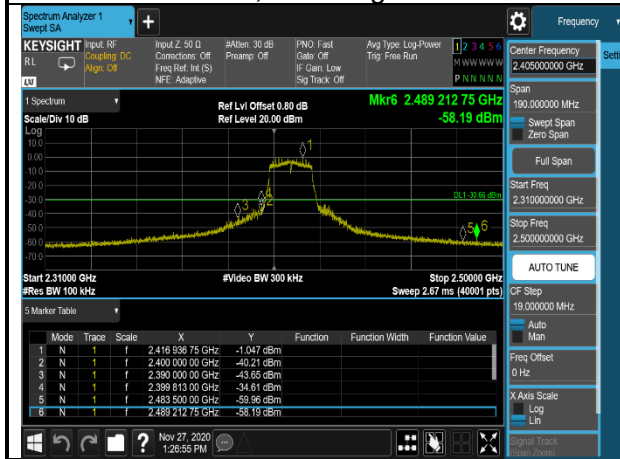 Spectrum Analyzer 1
Swept SA
+
Frequency
KEYSIGHT
RL
LXI
Input: RF
Coupling: DC
Align: Off
Input Z: 50 Ω
Corrections: Off
Freq Ref: Int (S)
NFE: Adaptive
#Atten: 30 dB
Preamp: Off
PNO: Fast
Gate: Off
IF Gain: Low
Sig Track: Off
Avg Type: Log-Power
Trig: Free Run
1 2 3 4 5 6
M W W W W W
P N N N N N
1 Spectrum
Scale/Div 10 dB
Ref Lvl Offset 0.80 dB
Ref Level 20.00 dBm
Mkr6 2.489 212 75 GHz
-58.19 dBm
Log
10.0
0.00
-10.0
-20.0
-30.0
-40.0
-50.0
-60.0
-70.0
1
DL1 -30.66 dBm
3
4
2
5
6
Start 2.31000 GHz
#Res BW 100 kHz
#Video BW 300 kHz
Stop 2.50000 GHz
Sweep 2.67 ms (40001 pts)
5 Marker Table
Mode Trace Scale X Y Function Function Width Function Value
1 N 1 f 2.416 936 75 GHz -1.047 dBm
2 N 1 f 2.400 000 00 GHz -40.21 dBm
3 N 1 f 2.390 000 00 GHz -43.65 dBm
4 N 1 f 2.399 813 00 GHz -34.61 dBm
5 N 1 f 2.483 500 00 GHz -59.96 dBm
6 N 1 f 2.489 212 75 GHz -58.19 dBm
?
Nov 27, 2020
1:26:55 PM
Center Frequency
2.405000000 GHz
Sett
Span
190.000000 MHz
Swept Span
Zero Span
Full Span
Start Freq
2.310000000 GHz
Stop Freq
2.500000000 GHz
AUTO TUNE
CF Step
19.000000 MHz
Auto
Man
Freq Offset
0 Hz
X Axis Scale
Log
Lin
Signal Track
(Span Zoom)